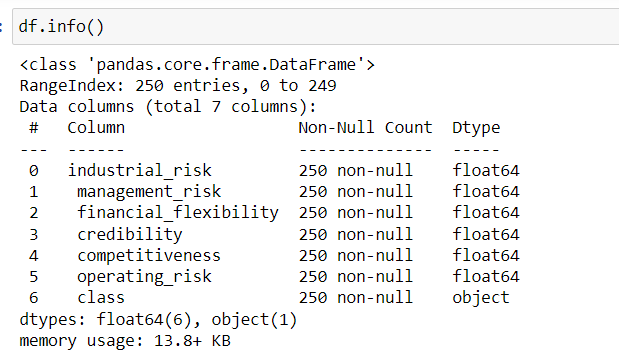 : df.info()
<class 'pandas.core.frame.DataFrame'>
RangeIndex: 250 entries, 0 to 249
Data columns (total 7 columns):
 #   Column                 Non-Null Count  Dtype
---  ------                 --------------  -----
 0   industrial_risk        250 non-null    float64
 1    management_risk       250 non-null    float64
 2    financial_flexibility 250 non-null    float64
 3    credibility           250 non-null    float64
 4    competitiveness       250 non-null    float64
 5    operating_risk        250 non-null    float64
 6    class                 250 non-null    object
dtypes: float64(6), object(1)
memory usage: 13.8+ KB